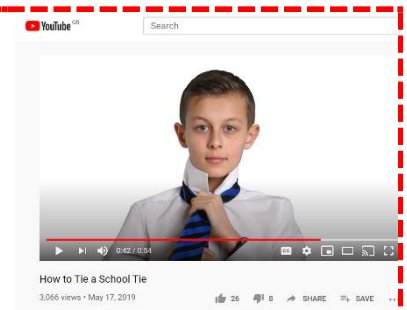 YouTube GB
Search
0:42 / 0:54
CC
How to Tie a School Tie
3,066 views • May 17, 2019
26 8 SHARE SAVE ...